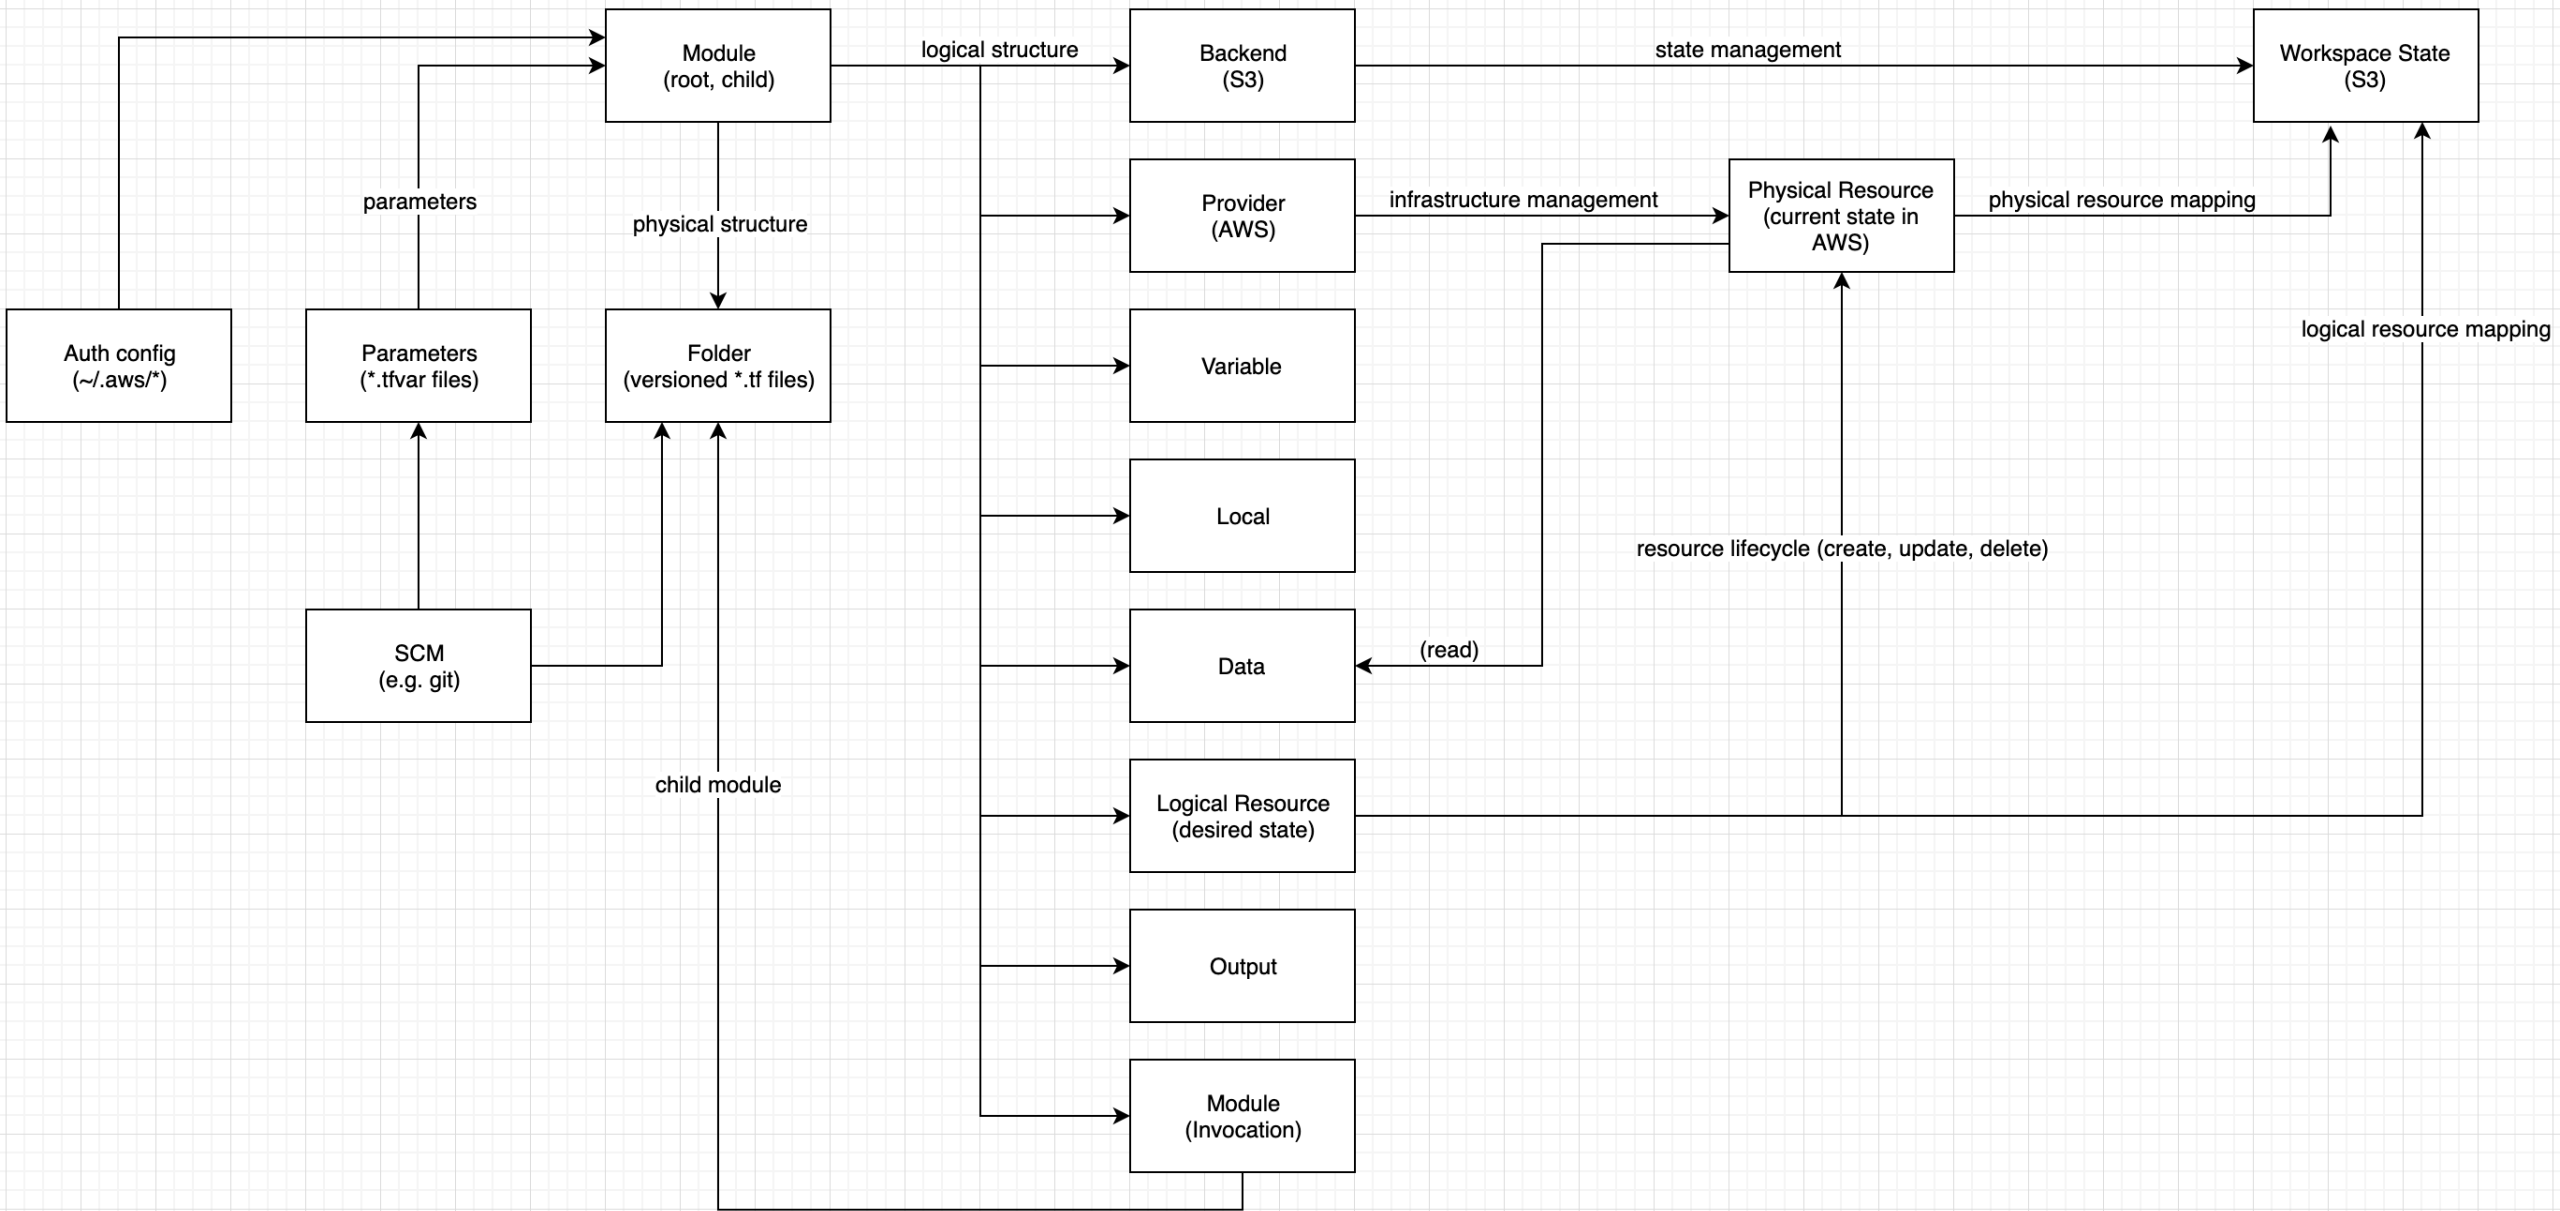 Module
(root, child)
logical structure
Backend
(S3)
state management
Workspace State
(S3)
parameters
physical structure
Provider
(AWS)
infrastructure management
Physical Resource
(current state in
AWS)
physical resource mapping
logical resource mapping
Auth config
(~/.aws/*)
Parameters
(*.tfvar files)
Folder
(versioned *.tf files)
Variable
Local
resource lifecycle (create, update, delete)
SCM
(e.g. git)
Data
(read)
child module
Logical Resource
(desired state)
Output
Module
(Invocation)